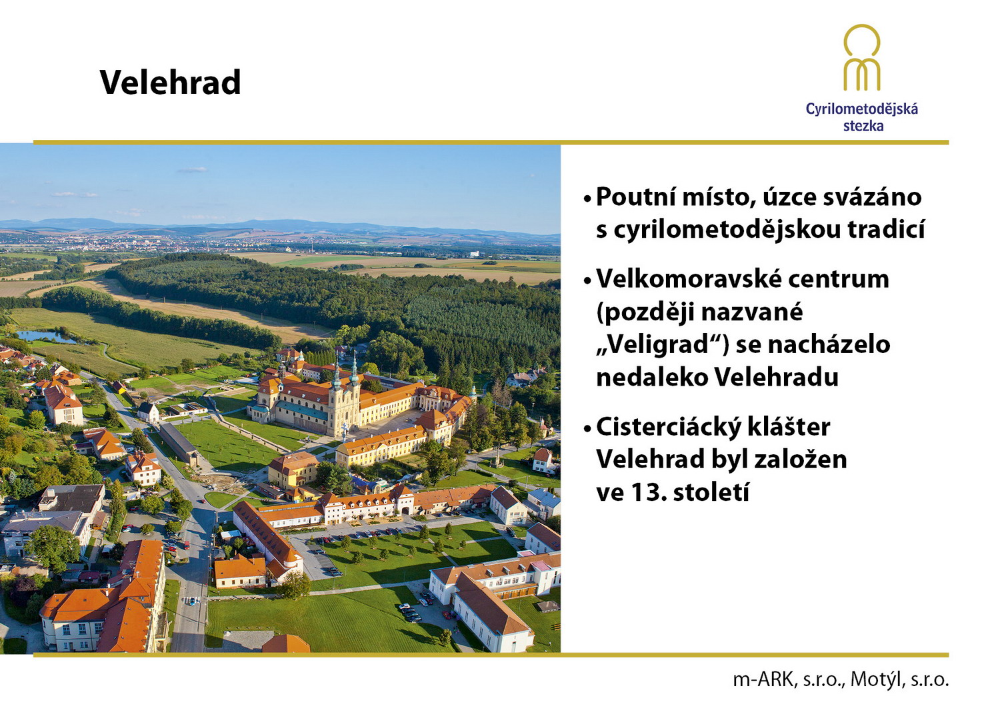 Velehrad
Cyrilometodějská
stezka
• Poutní místo, úzce svázáno
s cyrilometodějskou tradicí
• Velkomoravské centrum
(později nazvané
„Veligrad“) se nacházelo
nedaleko Velehradu
• Cisterciácký klášter
Velehrad byl založen
ve 13. století
m-ARK, s.r.o., Motýl, s.r.o.